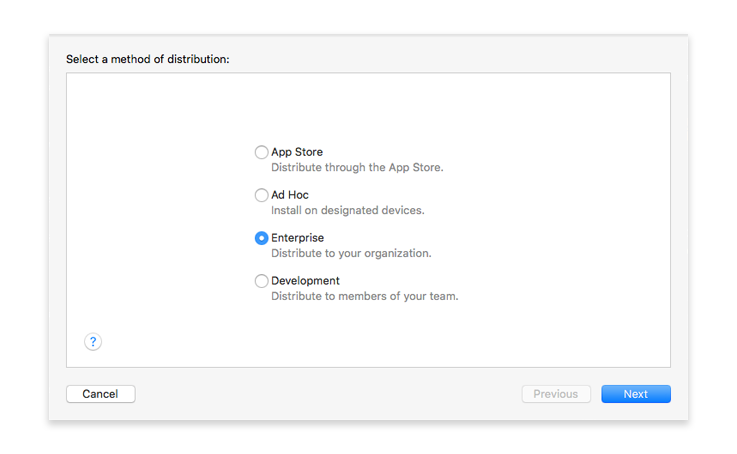 Select a method of distribution:
App Store
Distribute through the App Store.
Ad Hoc
Install on designated devices.
Enterprise
Distribute to your organization.
Development
Distribute to members of your team.
?
Cancel
Previous
Next